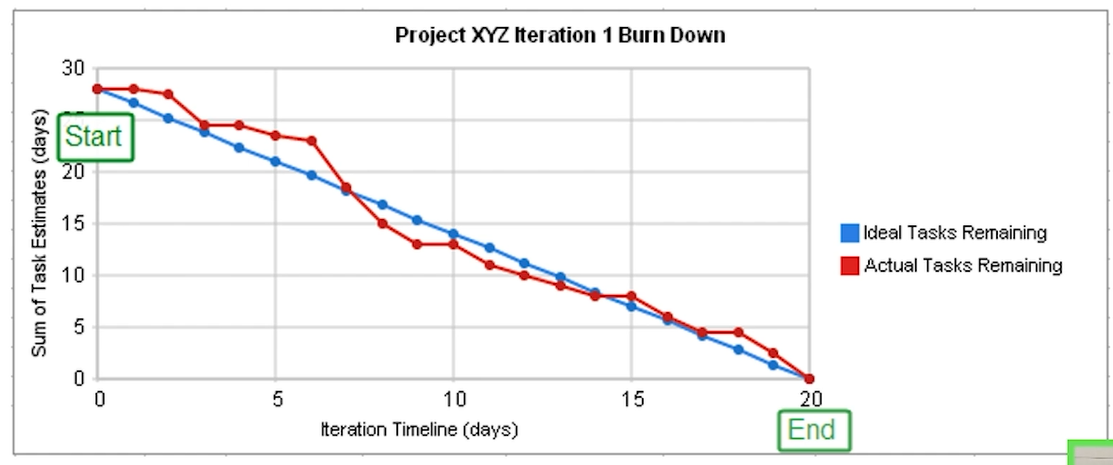 Project XYZ Iteration 1 Burn Down
30
Start
20
15
10
5
0
Sum of Task Estimates (days)
0 5 10 15 20
Iteration Timeline (days)
End
Ideal Tasks Remaining
Actual Tasks Remaining